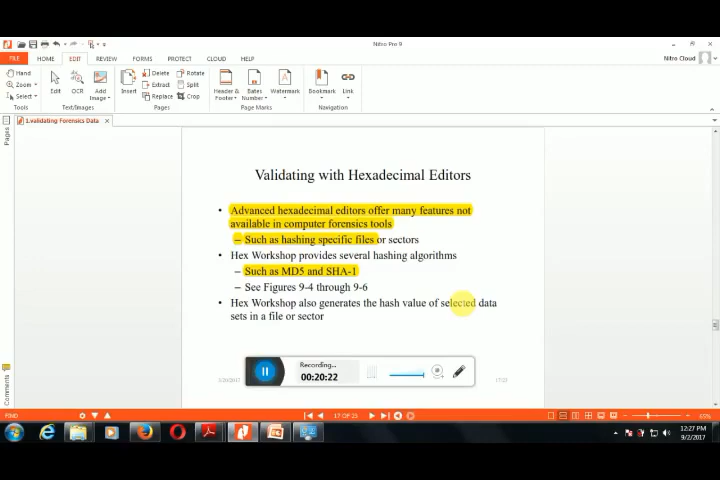 Nitro Pro 9
FILE HOME EDIT REVIEW FORMS PROTECT CLOUD HELP
Nitro Cloud
Hand
Zoom
Select
Tools
Edit
OCR
Add Image
Text/Images
Insert
Delete
Extract
Replace
Rotate
Split
Crop
Pages
Header & Footer
Bates Number
Watermark
Page Marks
Bookmark
Link
Navigation
1.validating Forensics Data
Pages
Validating with Hexadecimal Editors
• Advanced hexadecimal editors offer many features not
available in computer forensics tools
– Such as hashing specific files or sectors
• Hex Workshop provides several hashing algorithms
– Such as MD5 and SHA-1
– See Figures 9-4 through 9-6
• Hex Workshop also generates the hash value of selected data
sets in a file or sector
Recording...
00:20:22
Comments
FIND
17 OF 25
65%
12:27 PM
9/2/2017